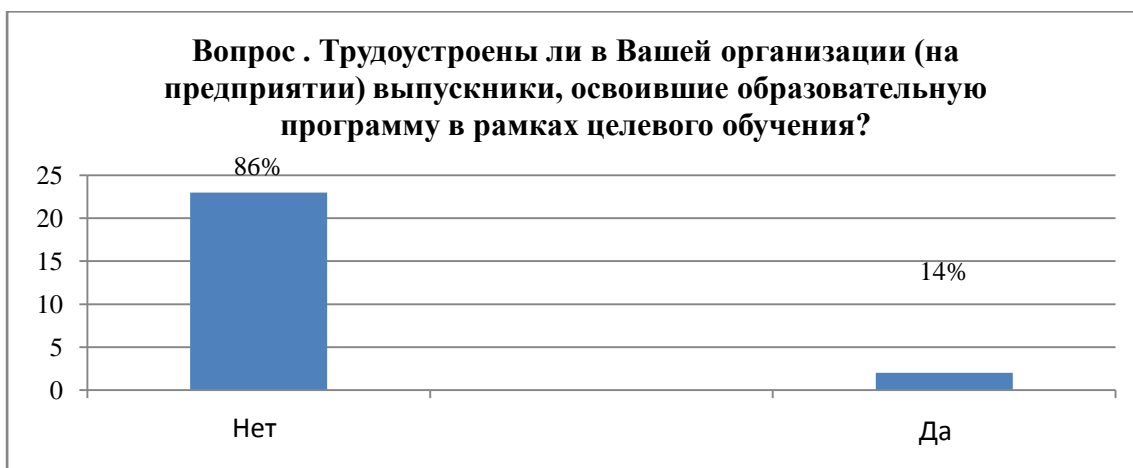 Вопрос . Трудоустроены ли в Вашей организации (на
предприятии) выпускники, освоившие образовательную
программу в рамках целевого обучения?
86%
25
20
15
14%
10
5
0
Нет
Да